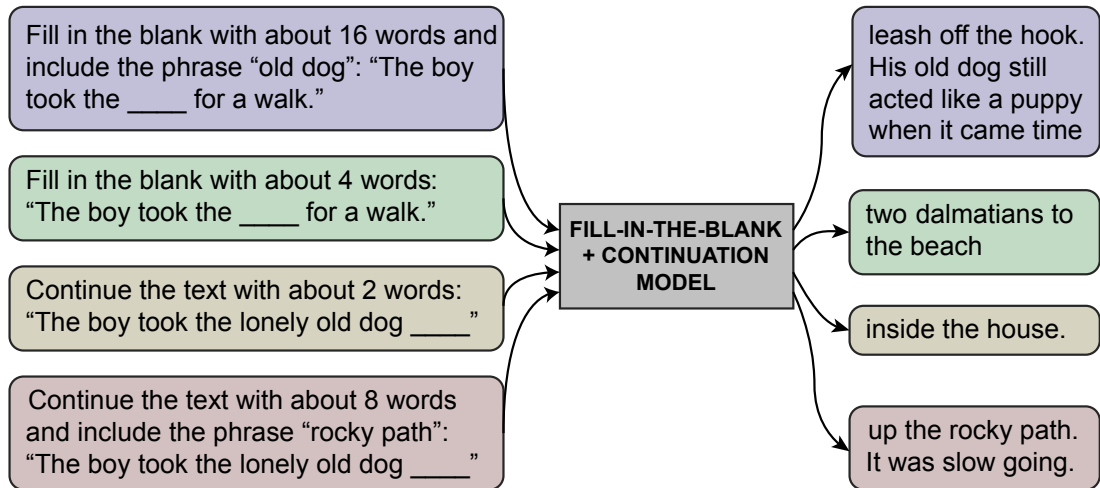 Fill in the blank with about 16 words and
include the phrase “old dog”: “The boy
took the ____ for a walk.”
Fill in the blank with about 4 words:
“The boy took the ____ for a walk.”
Continue the text with about 2 words:
“The boy took the lonely old dog ____”
Continue the text with about 8 words
and include the phrase “rocky path”:
“The boy took the lonely old dog ____”
FILL-IN-THE-BLANK
+ CONTINUATION
MODEL
leash off the hook.
His old dog still
acted like a puppy
when it came time
two dalmatians to
the beach
inside the house.
up the rocky path.
It was slow going.